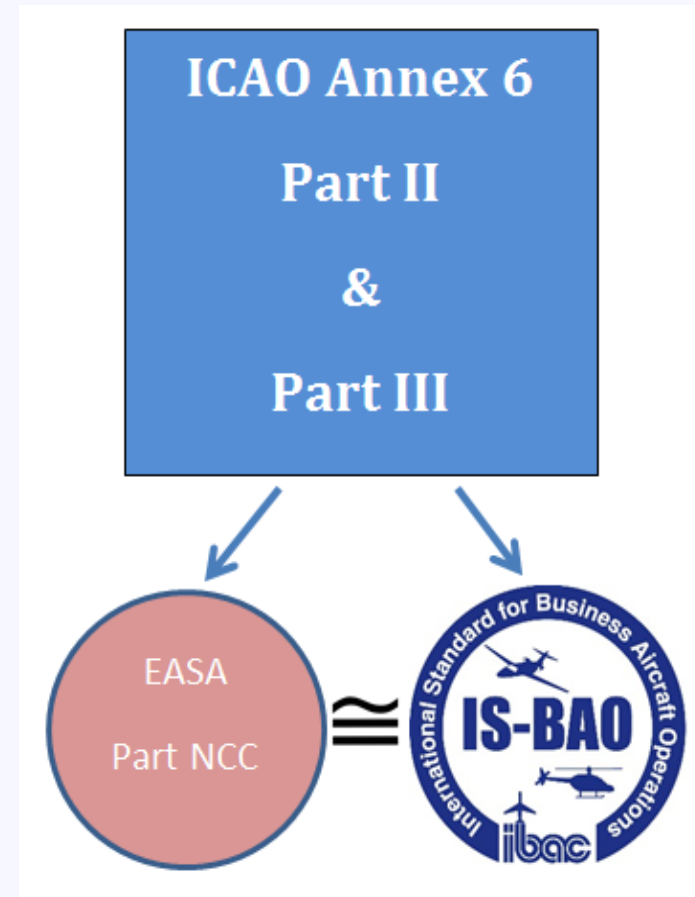 ICAO Annex 6
Part II
&
Part III
EASA
Part NCC
≅
International Standard for Business Aircraft Operations
IS-BAO
ibac